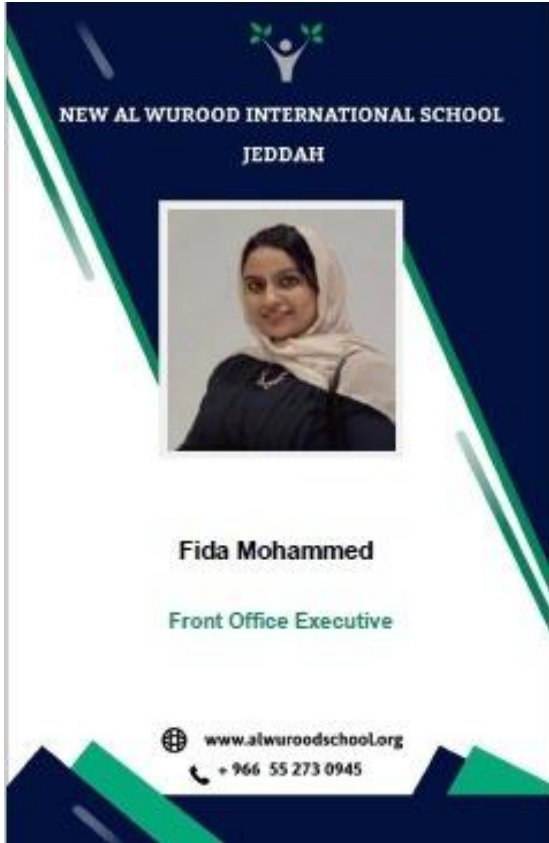 NEW AL WUROOD INTERNATIONAL SCHOOL
JEDDAH
Fida Mohammed
Front Office Executive
www.alwuroodschool.org
+ 966 55 273 0945